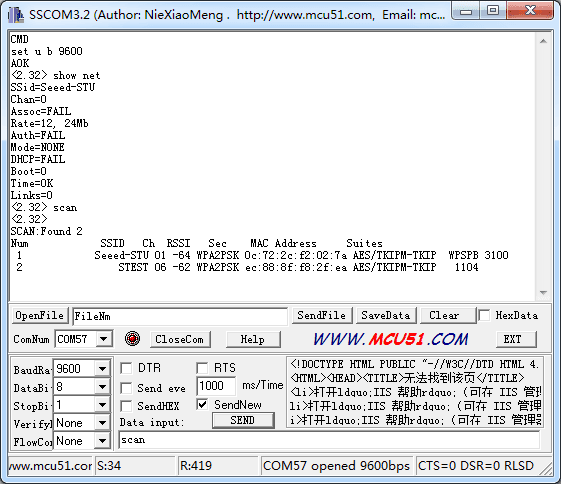 SSCOM3.2 (Author: NieXiaoMeng .  http://www.mcu51.com,  Email: mc...
CMD
set u b 9600
AOK
<2.32> show net
SSid=Seeed-STU
Chan=0
Assoc=FAIL
Rate=12, 24Mb
Auth=FAIL
Mode=NONE
DHCP=FAIL
Boot=0
Time=OK
Links=0
<2.32> scan
<2.32>
SCAN:Found 2
Num SSID Ch RSSI Sec MAC Address Suites
1 Seeed-STU 01 -64 WPA2PSK 0c:72:2c:f2:02:7a AES/TKIPM-TKIP WPSPB 3100
2 STEST 06 -62 WPA2PSK ec:88:8f:f8:2f:ea AES/TKIPM-TKIP 1104
OpenFile FileNm SendFile SaveData Clear HexData
ComNum COM57 CloseCom Help WWW.MCU51.COM EXT
BaudRa 9600 DTR RTS
DataBi 8 Send eve 1000 ms/Time
StopBi 1 SendHEX SendNew
Verify None Data input: SEND
FlowCon None scan
<!DOCTYPE HTML PUBLIC "-//W3C//DTD HTML 4.
<HTML><HEAD><TITLE>无法找到该页</TITLE>
<li>打开ldquo;IIS 帮助rdquo;（可在 IIS 管理
li>打开ldquo;IIS 帮助rdquo;（可在 IIS 管理
i>打开ldquo;IIS 帮助rdquo;（可在 IIS 管理器
ww.mcu51.cor S:34 R:419 COM57 opened 9600bps CTS=0 DSR=0 RLSD